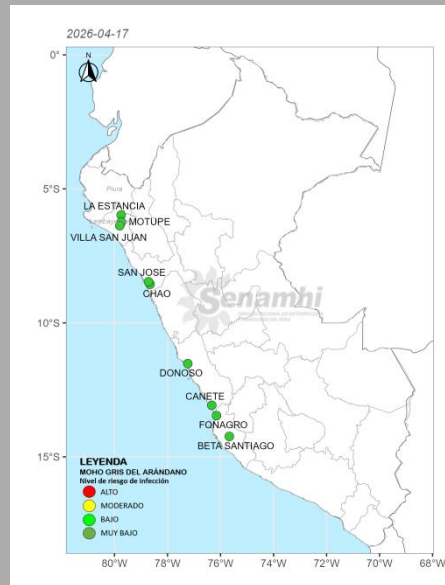 2026-04-17
N
0°
Piura
LA ESTANCIA
5°S
MOTUPE
VILLA SAN JUAN
SAN JOSE
CHAO
Senamhi
10°S
DONOSO
CANETE
FONAGRO
BETA SANTIAGO
15°S
LEYENDA
MOHO GRIS DEL ARÁNDANO
Nivel de riesgo de infección
ALTO
MODERADO
BAJO
MUY BAJO
80°W 78°W 76°W 74°W 72°W 70°W 68°W